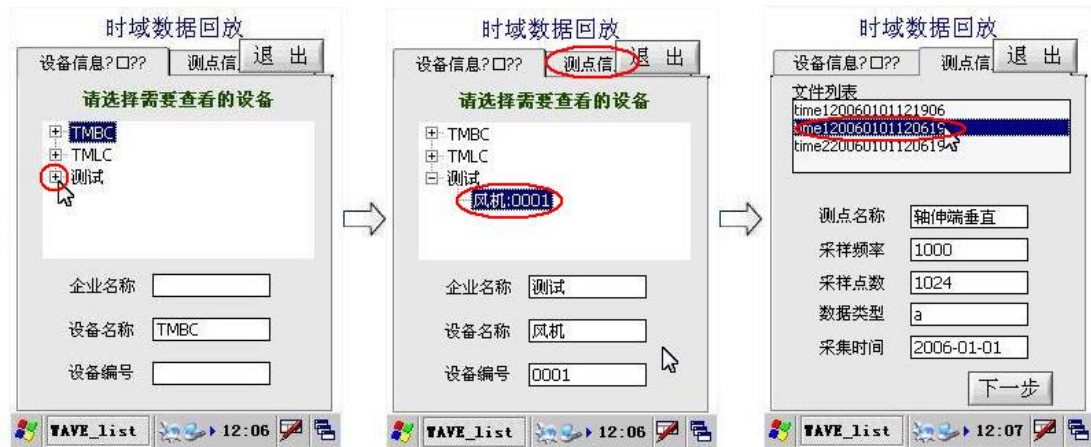 时域数据回放
设备信息?口??
测点信
退 出
请选择需要查看的设备
TMBC
TMLC
测试
企业名称
设备名称 TMBC
设备编号
WAVE_list 12:06
时域数据回放
设备信息?口??
测点信
退 出
请选择需要查看的设备
TMBC
TMLC
测试
风机:0001
企业名称 测试
设备名称 风机
设备编号 0001
WAVE_list 12:06
时域数据回放
设备信息?口??
测点信
退 出
文件列表
time120060101121906
time120060101120619
time220060101120619
测点名称 轴伸端垂直
采样频率 1000
采样点数 1024
数据类型 a
采集时间 2006-01-01
下一步
WAVE_list 12:07